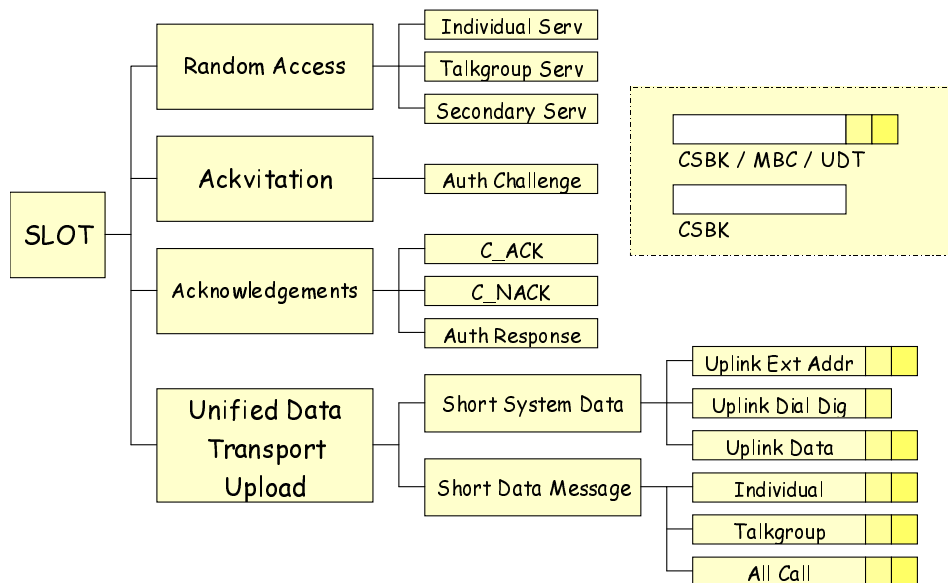 SLOT
Random Access
Individual Serv
Talkgroup Serv
Secondary Serv
Ackvitation
Auth Challenge
Acknowledgements
C_ACK
C_NACK
Auth Response
Unified Data
Transport
Upload
Short System Data
Uplink Ext Addr
Uplink Dial Dig
Uplink Data
Short Data Message
Individual
Talkgroup
All Call
CSBK / MBC / UDT
CSBK